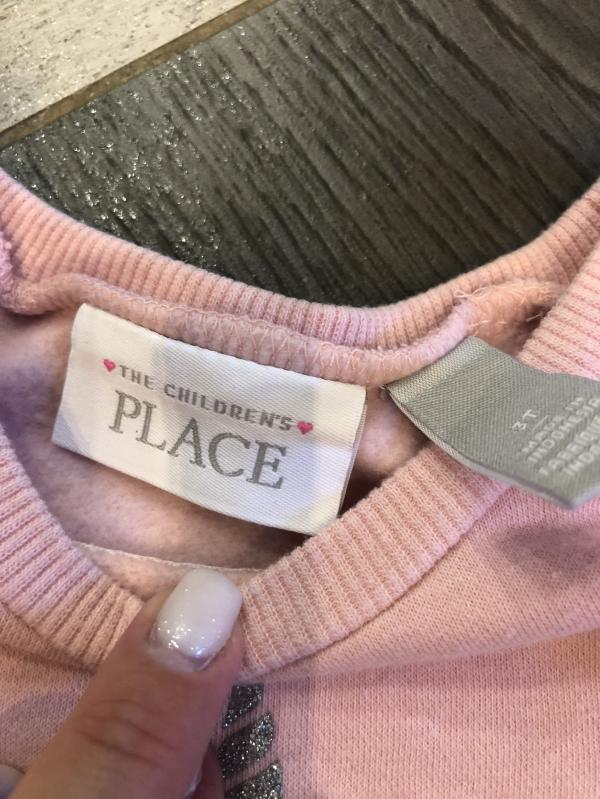 THE CHILDREN'S
PLACE
3T
MADE IN
INDONESIA